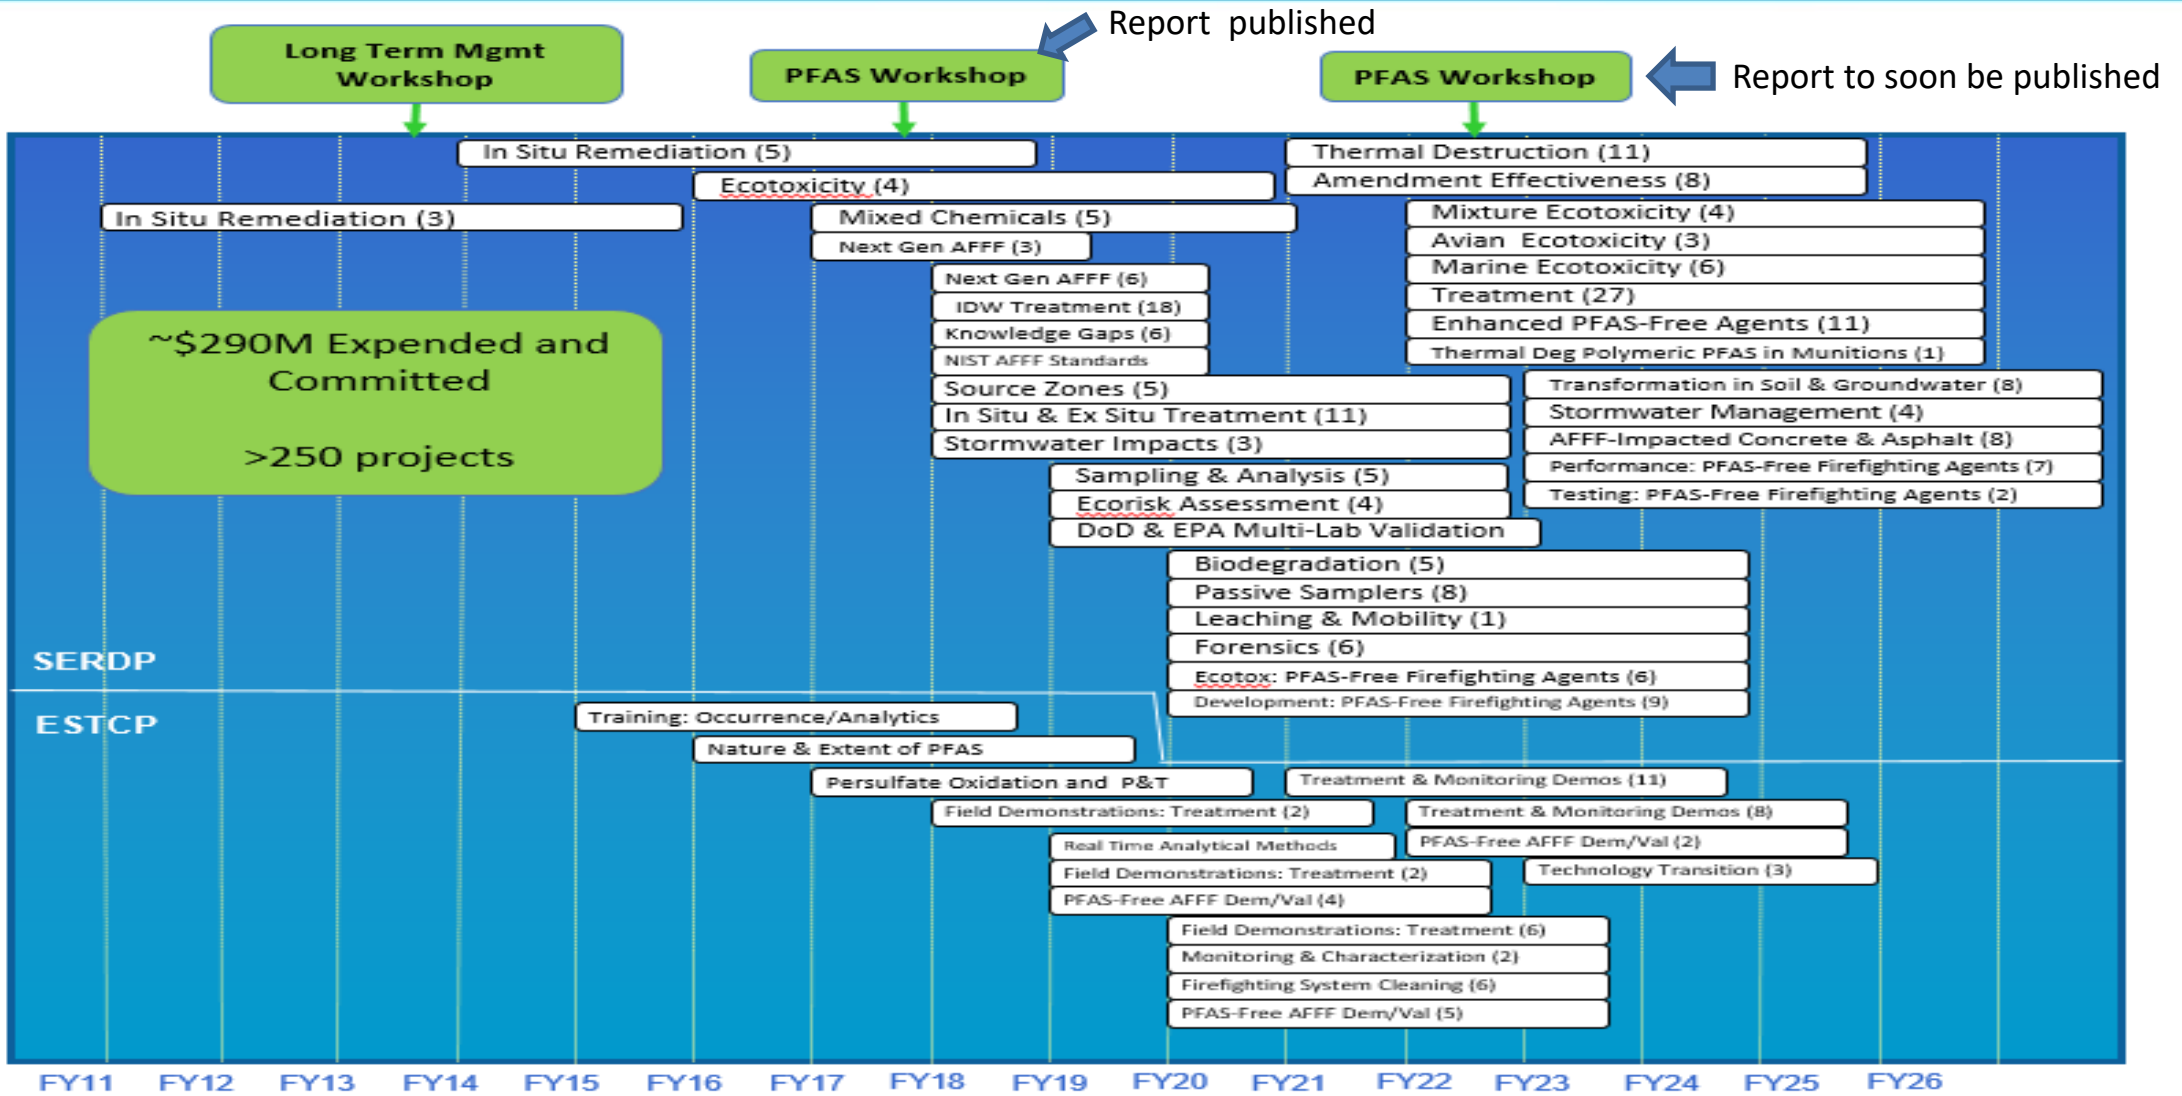 Report  published
Long Term Mgmt
Workshop
PFAS Workshop
PFAS Workshop
Report to soon be published
In Situ Remediation (5)
Thermal Destruction (11)
Ecotoxicity (4)
Amendment Effectiveness (8)
In Situ Remediation (3)
Mixed Chemicals (5)
Mixture Ecotoxicity (4)
Next Gen AFFF (3)
Avian  Ecotoxicity (3)
Next Gen AFFF (6)
Marine Ecotoxicity (6)
IDW Treatment (18)
Treatment (27)
Knowledge Gaps (6)
Enhanced PFAS-Free Agents (11)
NIST AFFF Standards
Thermal Deg Polymeric PFAS in Munitions (1)
~$290M Expended and
Committed
>250 projects
Source Zones (5)
Transformation in Soil & Groundwater (8)
In Situ & Ex Situ Treatment (11)
Stormwater Management (4)
Stormwater Impacts (3)
AFFF-Impacted Concrete & Asphalt (8)
Sampling & Analysis (5)
Performance: PFAS-Free Firefighting Agents (7)
Ecorisk Assessment (4)
Testing: PFAS-Free Firefighting Agents (2)
DoD & EPA Multi-Lab Validation
Biodegradation (5)
Passive Samplers (8)
Leaching & Mobility (1)
Forensics (6)
SERDP
Ecotox: PFAS-Free Firefighting Agents (6)
Development: PFAS-Free Firefighting Agents (9)
ESTCP
Training: Occurrence/Analytics
Nature & Extent of PFAS
Persulfate Oxidation and  P&T
Treatment & Monitoring Demos (11)
Field Demonstrations: Treatment (2)
Treatment & Monitoring Demos (8)
Real Time Analytical Methods
PFAS-Free AFFF Dem/Val (2)
Field Demonstrations: Treatment (2)
Technology Transition (3)
PFAS-Free AFFF Dem/Val (4)
Field Demonstrations: Treatment (6)
Monitoring & Characterization (2)
Firefighting System Cleaning (6)
PFAS-Free AFFF Dem/Val (5)
FY11 FY12 FY13 FY14 FY15 FY16 FY17 FY18 FY19 FY20 FY21 FY22 FY23 FY24 FY25 FY26